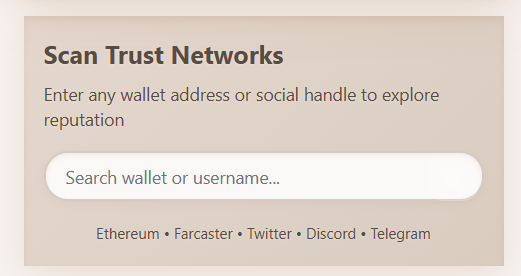 Scan Trust Networks
Enter any wallet address or social handle to explore
reputation
Search wallet or username...
Ethereum • Farcaster • Twitter • Discord • Telegram